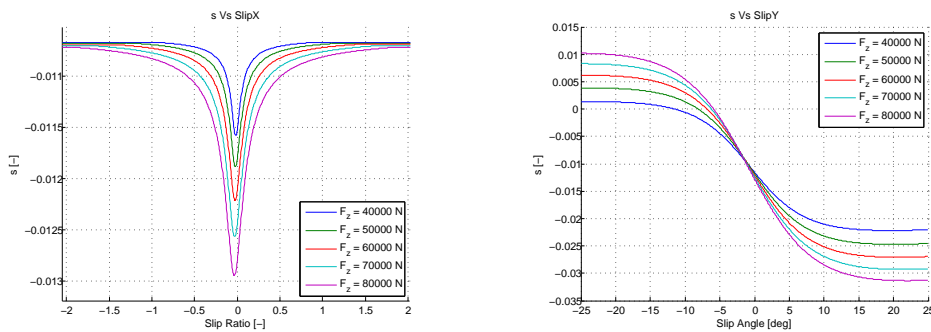 s Vs SlipX
−0.011
−0.0115
−0.012
−0.0125
−0.013
s [−]
−2 −1.5 −1 −0.5 0 0.5 1 1.5 2
Slip Ratio [−]
F_z = 40000 N
F_z = 50000 N
F_z = 60000 N
F_z = 70000 N
F_z = 80000 N
s Vs SlipY
0.015
0.01
0.005
0
−0.005
−0.01
−0.015
−0.02
−0.025
−0.03
−0.035
s [−]
−25 −20 −15 −10 −5 0 5 10 15 20 25
Slip Angle [deg]
F_z = 40000 N
F_z = 50000 N
F_z = 60000 N
F_z = 70000 N
F_z = 80000 N